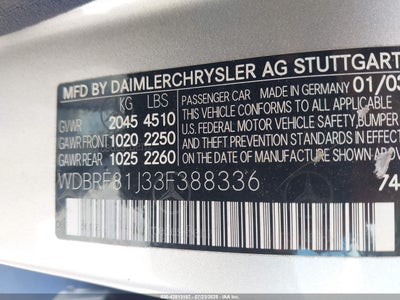 MFD BY DAIMLERCHRYSLER AG STUTTGART
KG LBS
GVWR 2045 4510
GAWR FRONT 1020 2250
GAWR REAR 1025 2260
PASSENGER CAR MADE IN GERMANY 01/03
THIS VEHICLE CONFORMS TO ALL APPLICABLE
U.S. FEDERAL MOTOR VEHICLE SAFETY, BUMPER
AND THEFT PREVENTION STANDARDS IN EFFECT
ON THE DATE OF MANUFACTURE
WDBRF81J33F388336
74